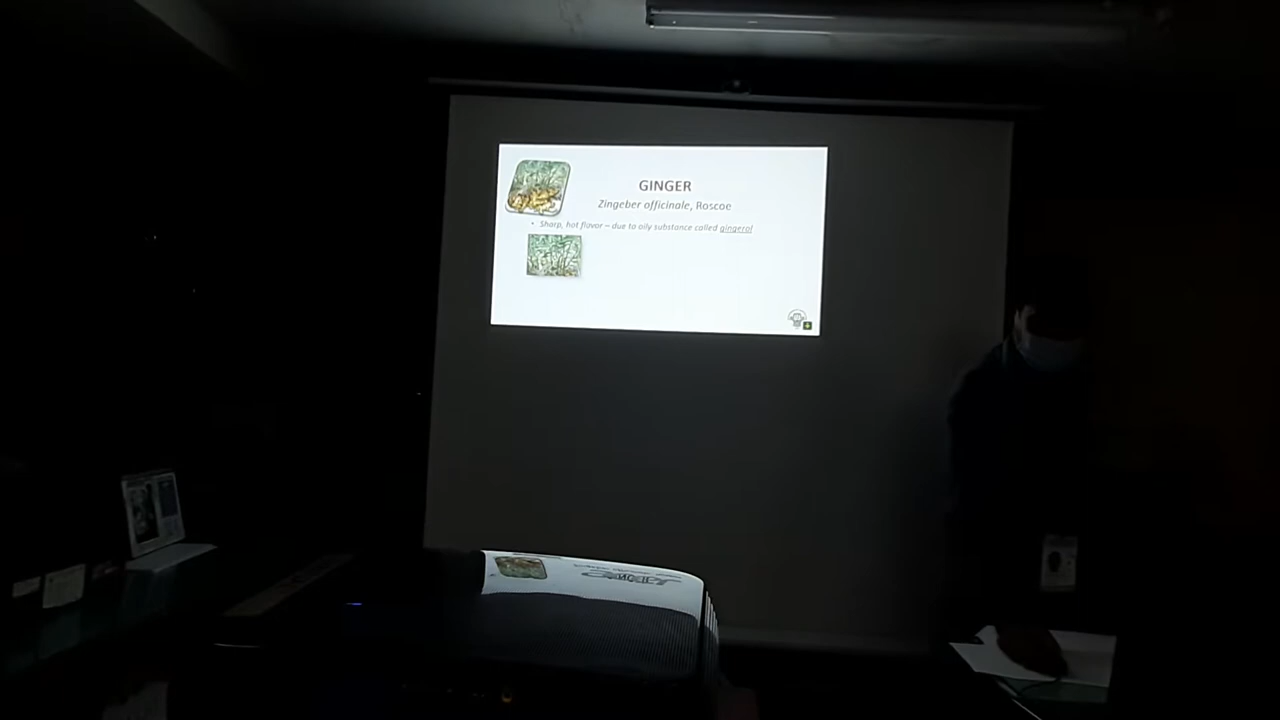 GINGER
Zingeber officinale, Roscoe
• Sharp, hot flavor – due to oily substance called gingerol